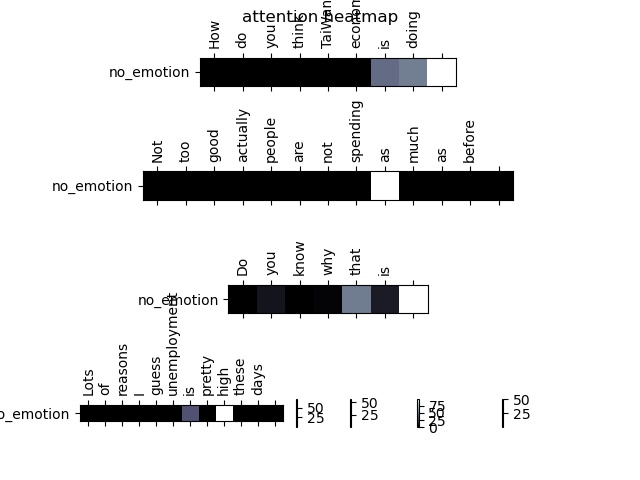 attention heatmap
How do you think TaiWan econom is doing
no_emotion
Not too good actually people are not spending as much as before
no_emotion
Do you know why that is
no_emotion
Lots of reasons I guess unemployment is pretty high these days
o_emotion
50
25
50
25
75
50
25
0
50
25